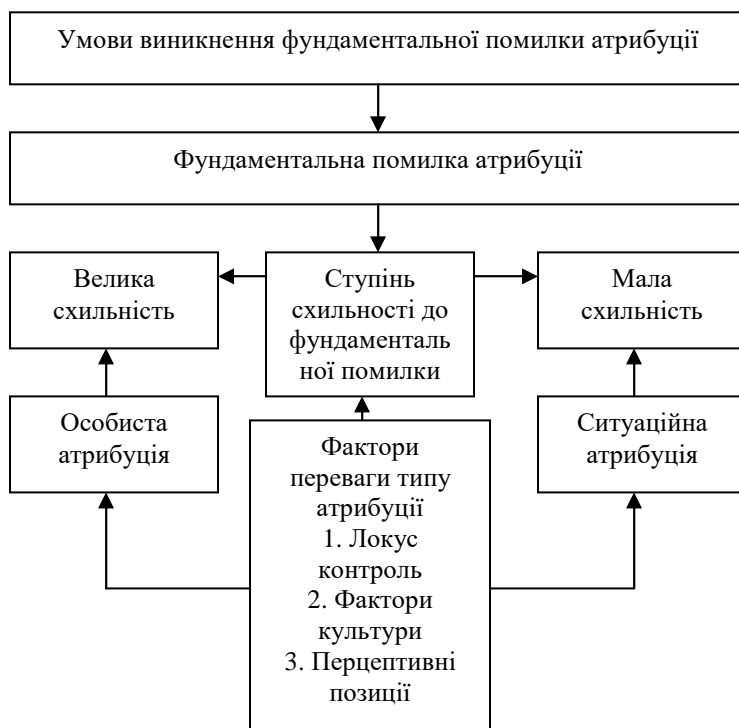 Умови виникнення фундаментальної помилки атрибуції
Фундаментальна помилка атрибуції
Велика
схильність
Ступінь
схильності до
фундаменталь
ної помилки
Мала
схильність
Особиста
атрибуція
Фактори
переваги типу
атрибуції
1. Локус
контроль
2. Фактори
культури
3. Перцептивні
позиції
Ситуаційна
атрибуція